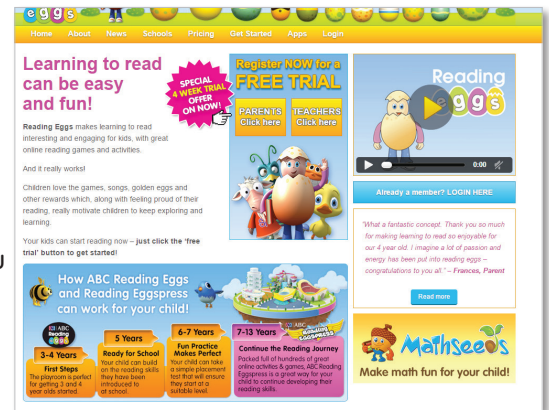 eggs
Home About News Schools Pricing Get Started Apps Login
Learning to read
can be easy
and fun!
SPECIAL
4 WEEK TRIAL
OFFER
ON NOW!
Reading Eggs makes learning to read
interesting and engaging for kids, with great
online reading games and activities.
And it really works!
Children love the games, songs, golden eggs and
other rewards which, along with feeling proud of their
reading, really motivate children to keep exploring and
learning.
Your kids can start reading now – just click the 'free
trial' button to get started!
Register NOW for a
FREE TRIAL
PARENTS
Click here
TEACHERS
Click here
Reading
eggs
0:00
Already a member? LOGIN HERE
"What a fantastic concept. Thank you so much
for making learning to read so enjoyable for
our 4 year old. I imagine a lot of passion and
energy has been put into reading eggs –
congratulations to you all." – Frances, Parent
Read more
How ABC Reading Eggs
and Reading Eggspress
can work for your child!
ABC
Reading
eggs
3-4 Years
First Steps
The playroom is perfect
for getting 3 and 4
year olds started.
5 Years
Ready for School
Your child can build
on the reading skills
they have been
introduced to
at school.
6-7 Years
Fun Practice
Makes Perfect
Your child can take
a simple placement
test that will ensure
they start at a
suitable level.
7-13 Years
ABC
Reading
EGGSPRESS
Continue the Reading Journey
Packed full of hundreds of great
online activites & games, ABC Reading
Eggspress is a great way for your
child to continue developing their
reading skills.
Mathseeds
Make math fun for your child!
U